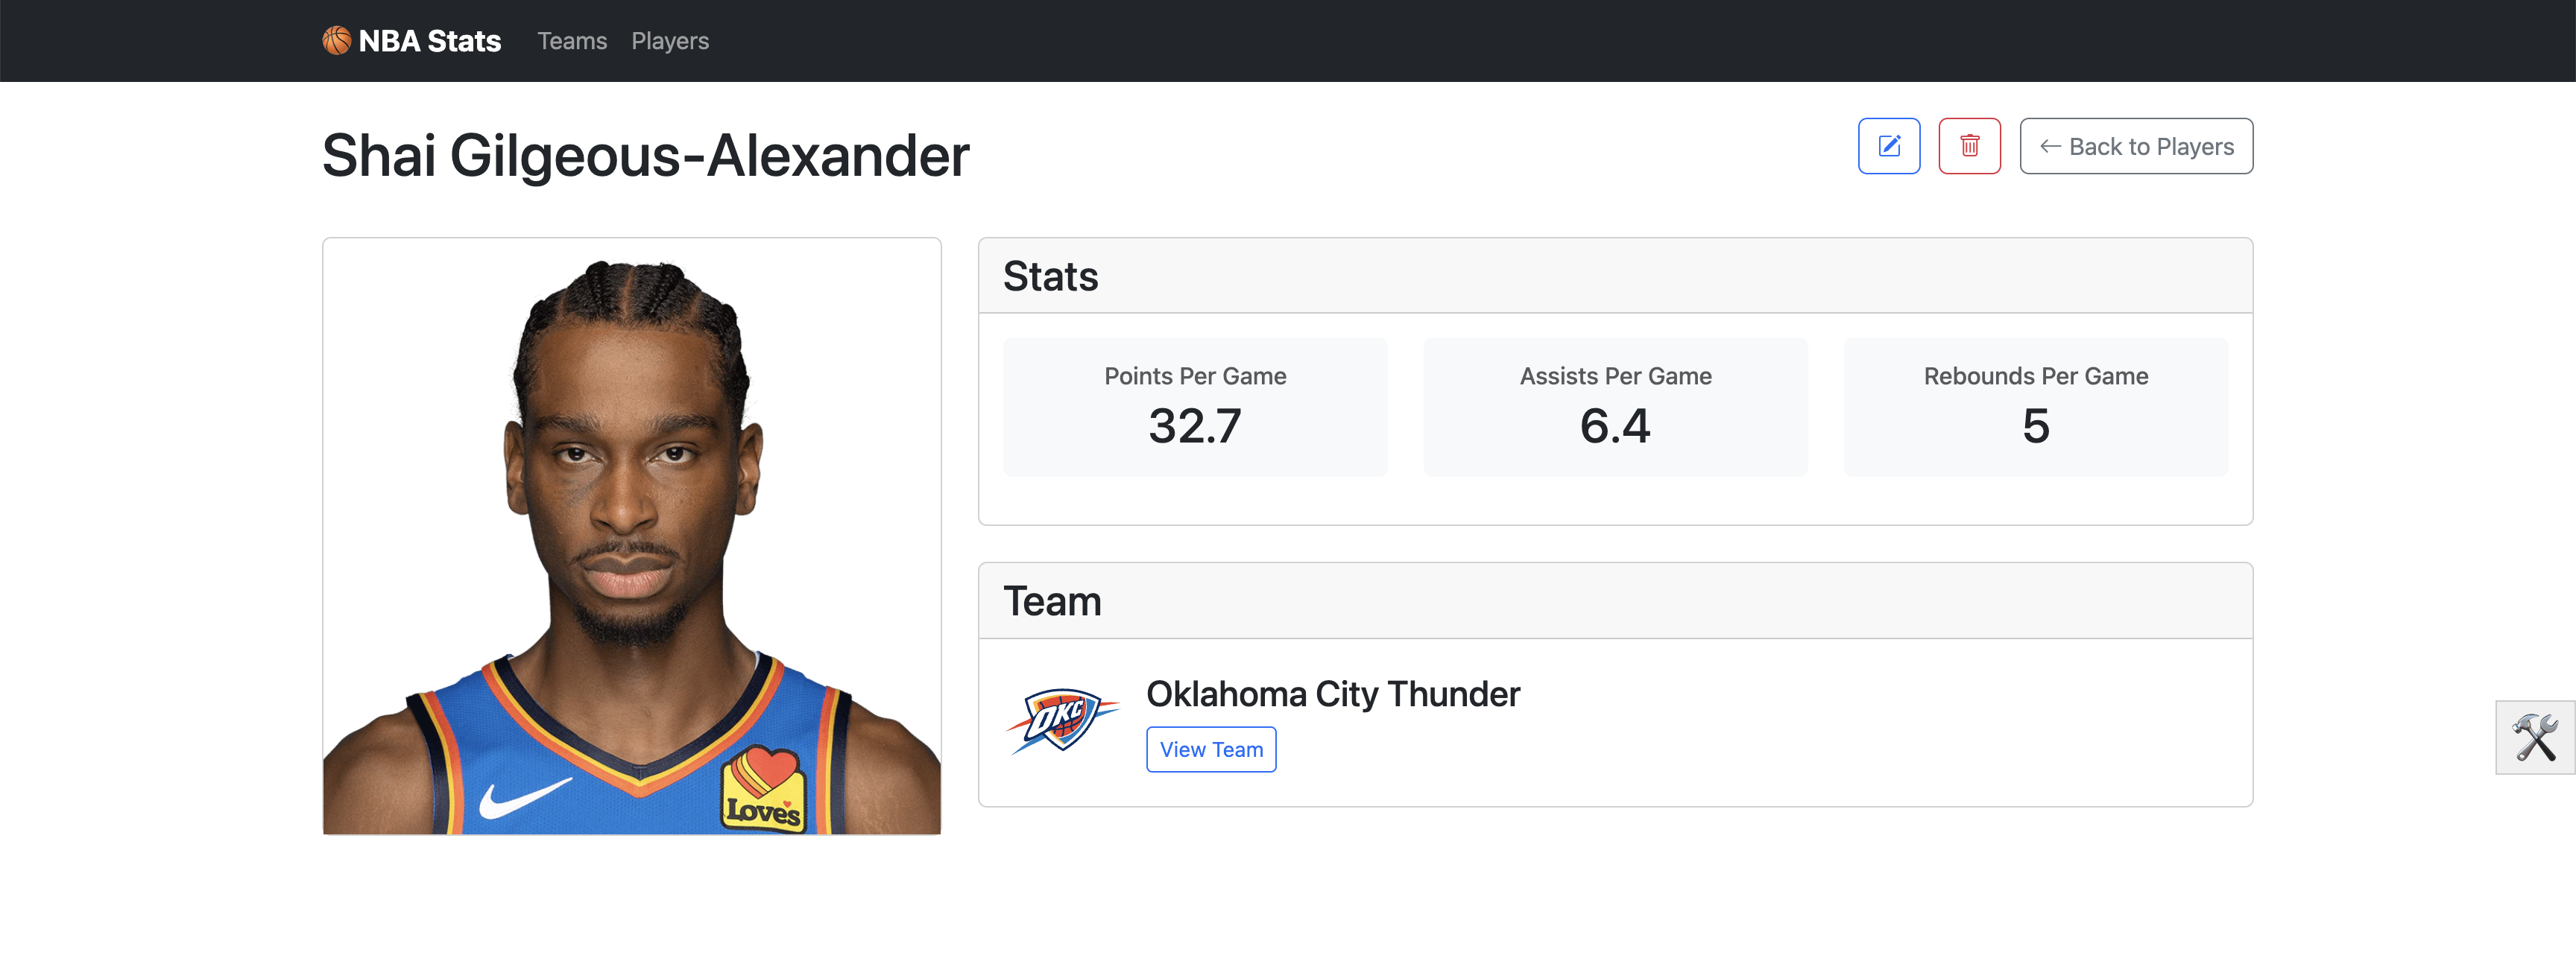 NBA Stats Teams Players
Shai Gilgeous-Alexander
← Back to Players
Stats
Points Per Game
32.7
Assists Per Game
6.4
Rebounds Per Game
5
Team
OKC
Oklahoma City Thunder
View Team
Love's